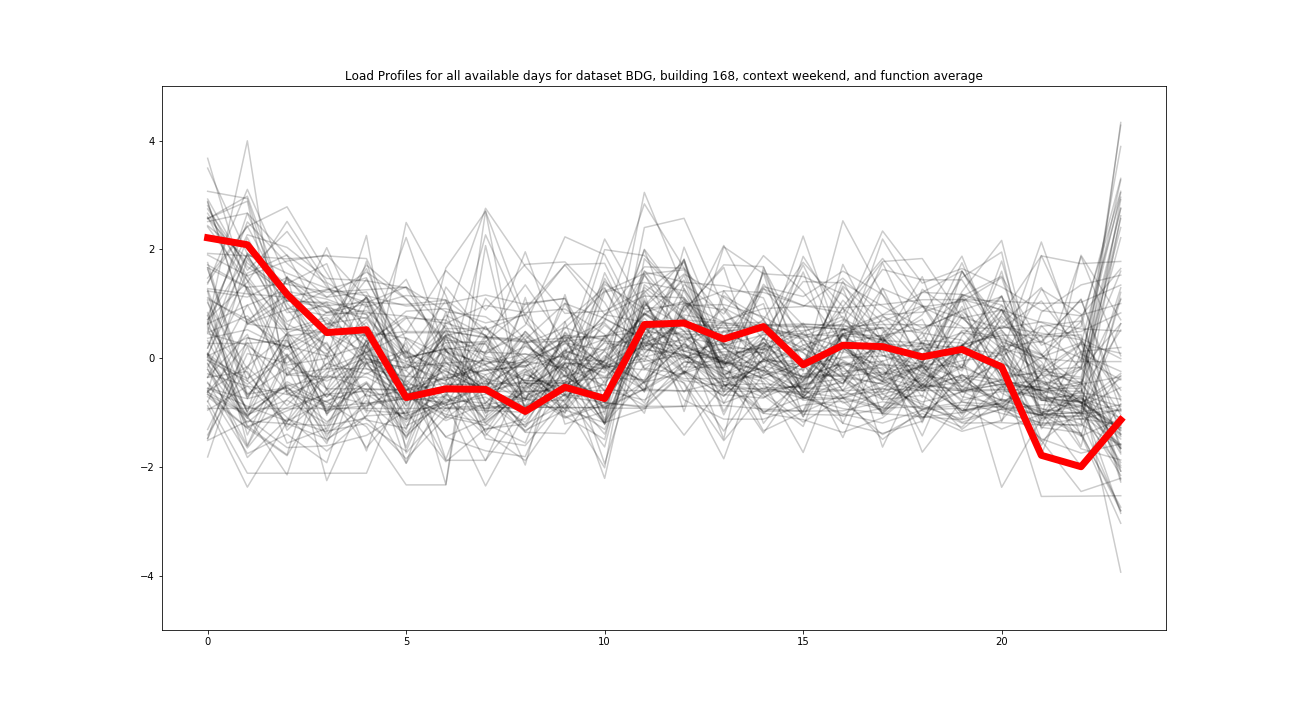 Load Profiles for all available days for dataset BDG, building 168, context weekend, and function average
4
2
0
−2
−4
0 5 10 15 20